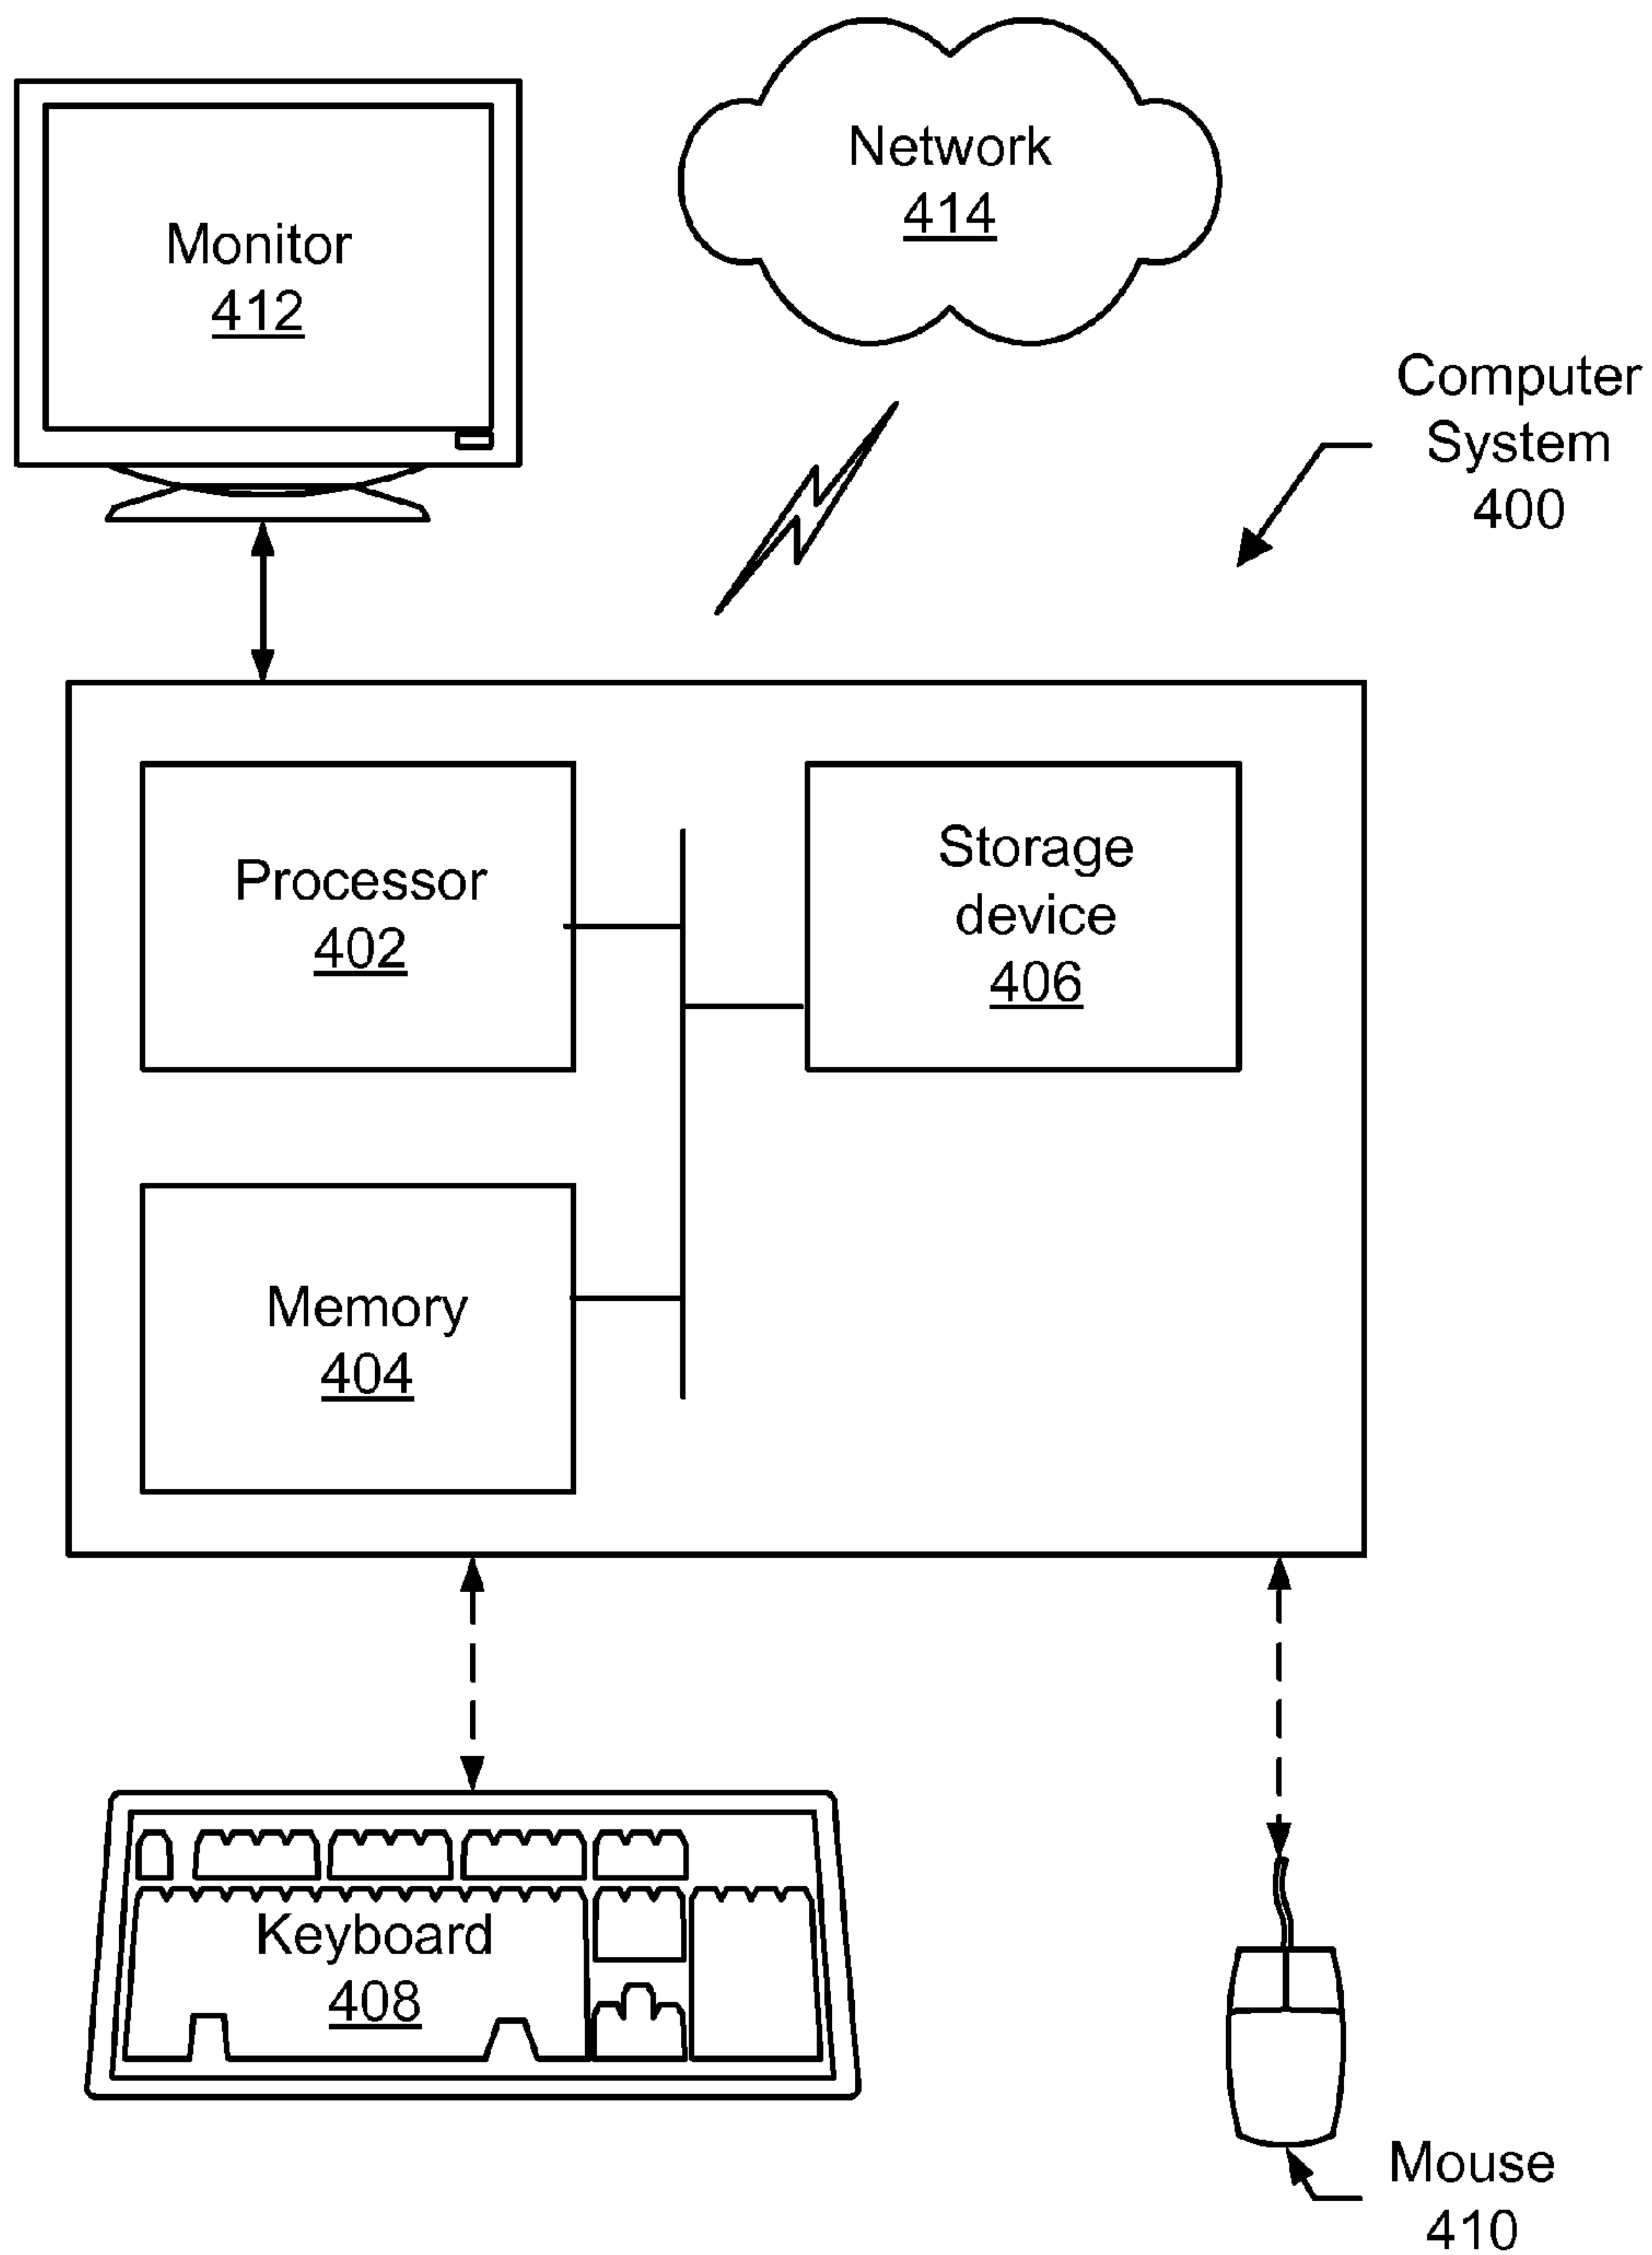 Network
414
Monitor
412
Computer
System
400
Processor
402
Storage
device
406
Memory
404
Keyboard
408
Mouse
410